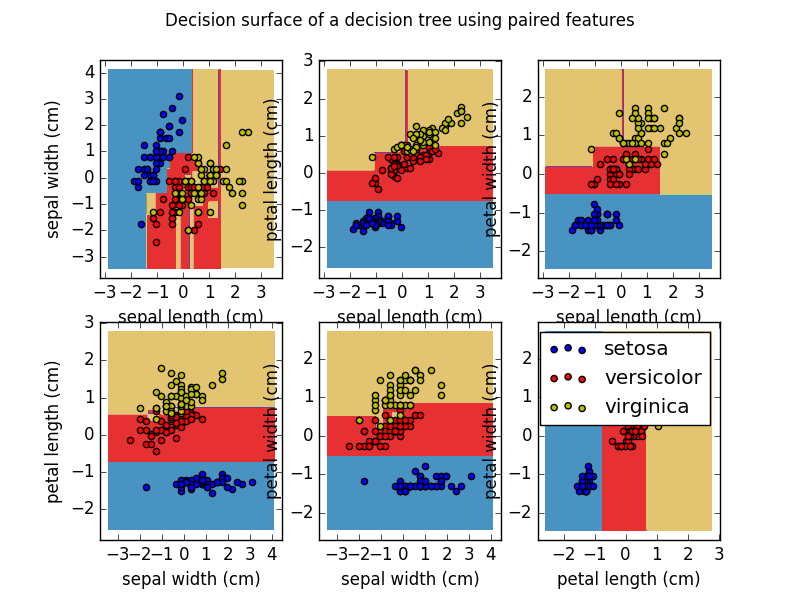 Decision surface of a decision tree using paired features
4
3
2
1
0
−1
−2
−3
sepal width (cm)
−3 −2 −1 0 1 2 3
sepal length (cm)
3
2
1
0
−1
−2
petal length (cm)
−3 −2 −1 0 1 2 3
sepal length (cm)
3
2
1
0
−1
−2
petal width (cm)
−3 −2 −1 0 1 2 3
sepal length (cm)
3
2
1
0
−1
−2
petal length (cm)
−3 −2 −1 0 1 2 3 4
sepal width (cm)
2
1
0
−1
−2
petal width (cm)
−3 −2 −1 0 1 2 3 4
sepal width (cm)
setosa
versicolor
virginica
2
1
0
−1
−2
petal width (cm)
−2 −1 0 1 2 3
petal length (cm)